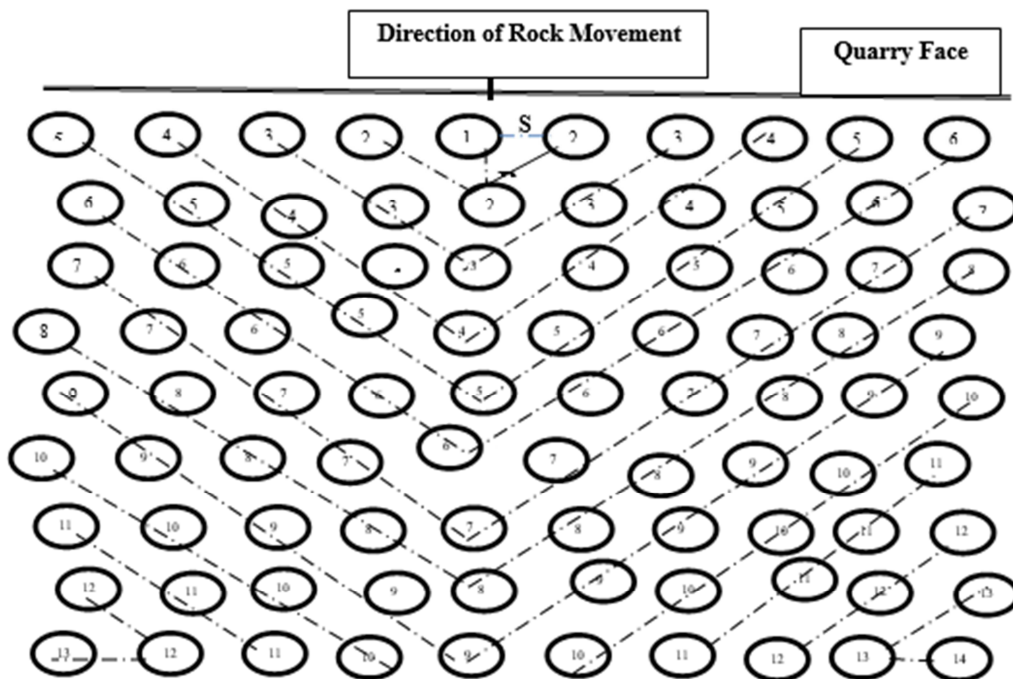 Direction of Rock Movement
Quarry Face
5 4 3 2 1 S 2 3 4 5 6
6 5 4 3 2 3 4 5 6 7
7 6 5 3 4 5 6 7 8
8 7 6 5 4 5 6 7 8 9
9 8 7 6 5 6 7 8 9 10
10 9 8 7 6 7 8 9 10 11
11 10 9 8 7 8 9 10 11 12
12 11 10 9 8 9 10 11 12 13
13 12 11 10 9 10 11 12 13 14